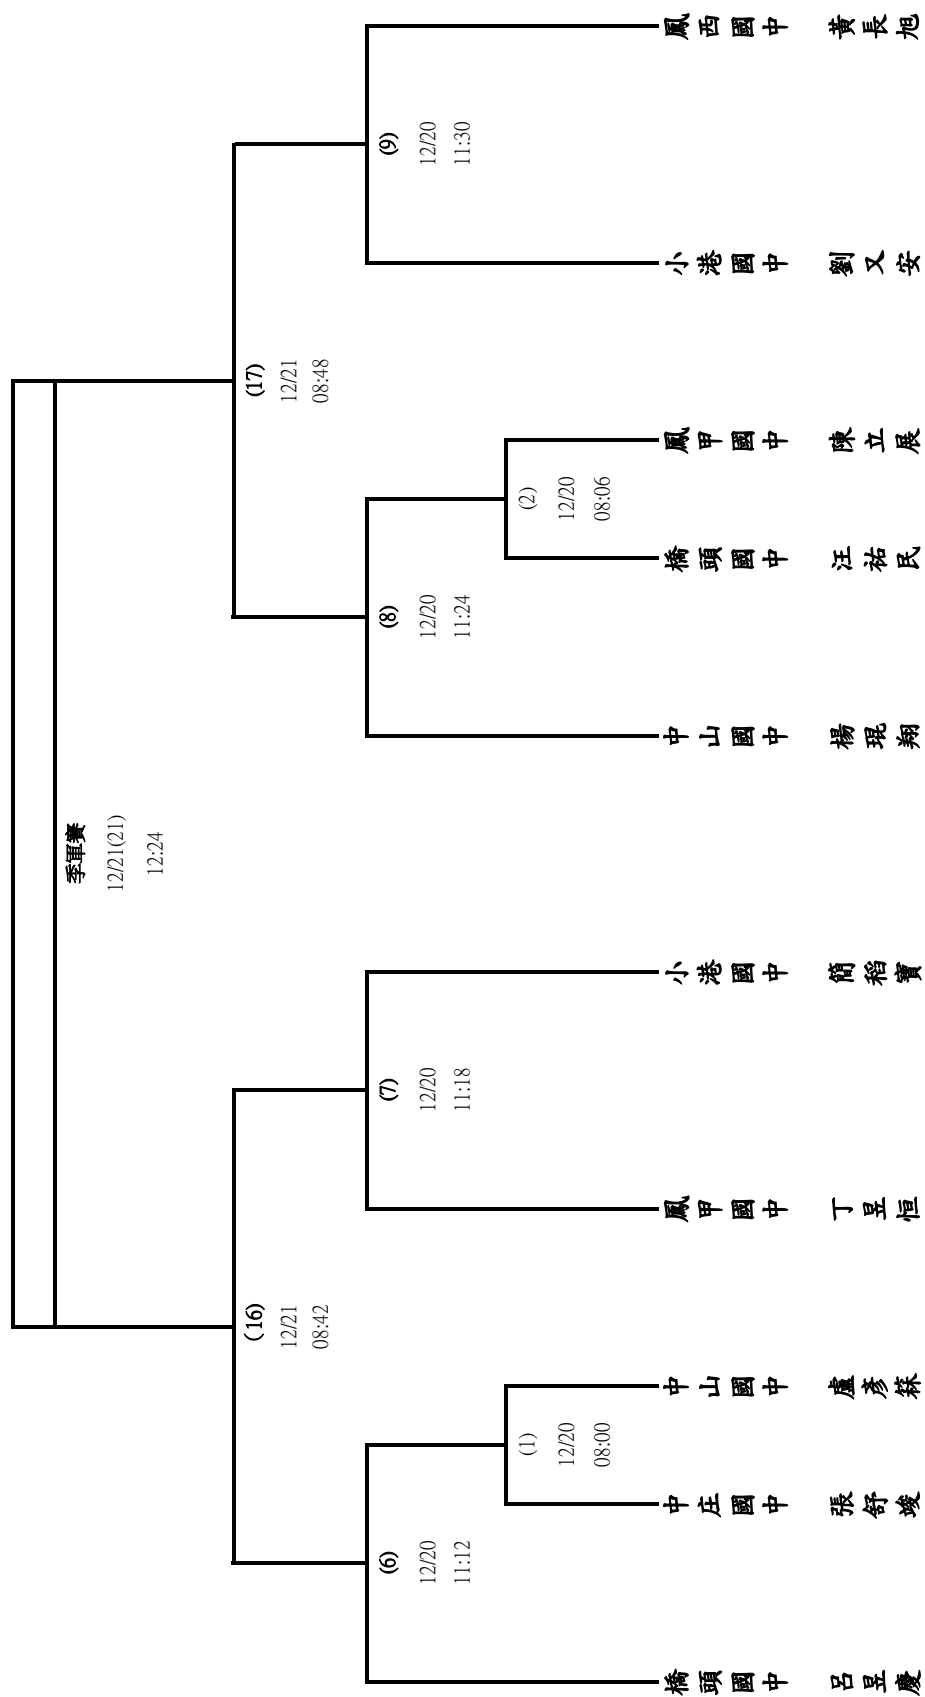 季軍賽
12/21(21)
12:24
(16)
12/21
08:42
(17)
12/21
08:48
(6)
12/20
11:12
(7)
12/20
11:18
(8)
12/20
11:24
(9)
12/20
11:30
(1)
12/20
08:00
(2)
12/20
08:06
橋頭國中 呂昱慶
中庄國中 張舒竣
中山國中 盧彥箖
鳳甲國中 丁昱恒
小港國中 簡稻寶
中山國中 楊琨翔
橋頭國中 汪祐民
鳳甲國中 陳立展
小港國中 劉又安
鳳西國中 黃長旭